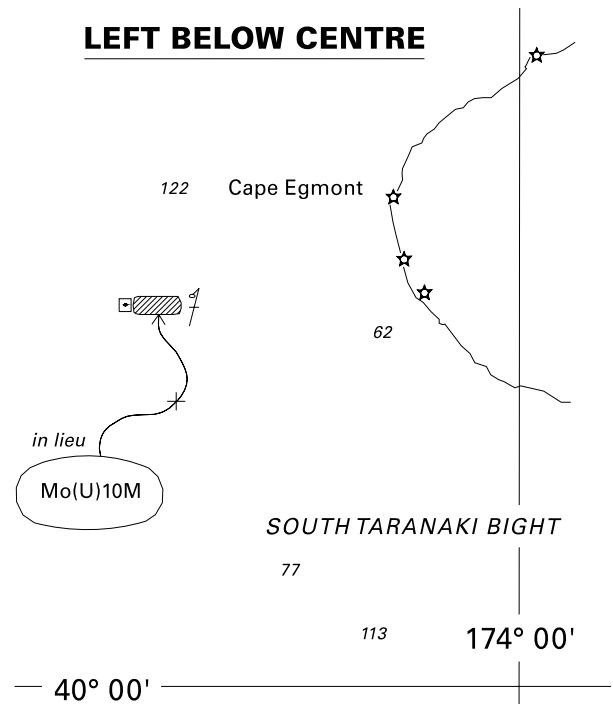 LEFT BELOW CENTRE
122
Cape Egmont
62
in lieu
Mo(U)10M
SOUTH TARANAKI BIGHT
77
113
174° 00'
40° 00'